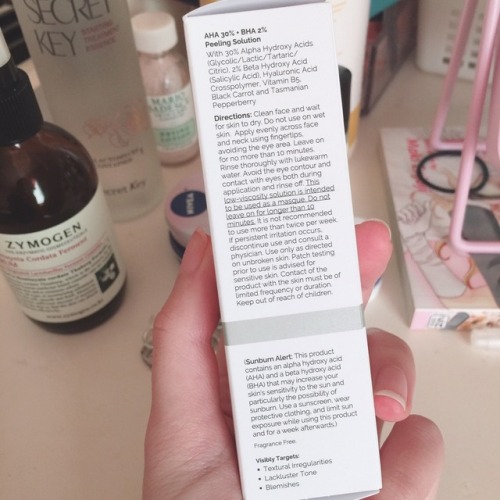 SECRET
KEY
Secret Key
MARIO
NIVEA
ZYMOGEN
AHA 30% + BHA 2%
Peeling Solution
With 30% Alpha Hydroxy Acids
(Glycolic/Lactic/Tartaric/
Citric), 2% Beta Hydroxy Acid
(Salicylic Acid), Hyaluronic Acid
Crosspolymer, Vitamin B5,
Black Carrot and Tasmanian
Pepperberry
Directions: Clean face and wait
for skin to dry. Do not use on wet
skin. Apply evenly across face
and neck using fingertips,
avoiding the eye area. Leave on
for no more than 10 minutes.
Rinse thoroughly with lukewarm
water. Avoid the eye contour and
contact with eyes both during
application and rinse off. This
low-viscosity solution is intended
to be used as a masque. Do not
leave on for longer than 10
minutes. It is not recommended
to use more than twice per week.
If persistent irritation occurs,
discontinue use and consult a
physician. Use only as directed
on unbroken skin. Patch testing
prior to use is advised for
sensitive skin. Contact of the
product with the skin must be of
limited frequency or duration.
Keep out of reach of children.
(Sunburn Alert: This product
contains an alpha hydroxy acid
(AHA) and a beta hydroxy acid
(BHA) that may increase your
skin's sensitivity to the sun and
particularly the possibility of
sunburn. Use a sunscreen, wear
protective clothing, and limit sun
exposure while using this product
and for a week afterwards.)
Fragrance Free.
Visibly Targets:
• Textural Irregularities
• Lackluster Tone
• Blemishes